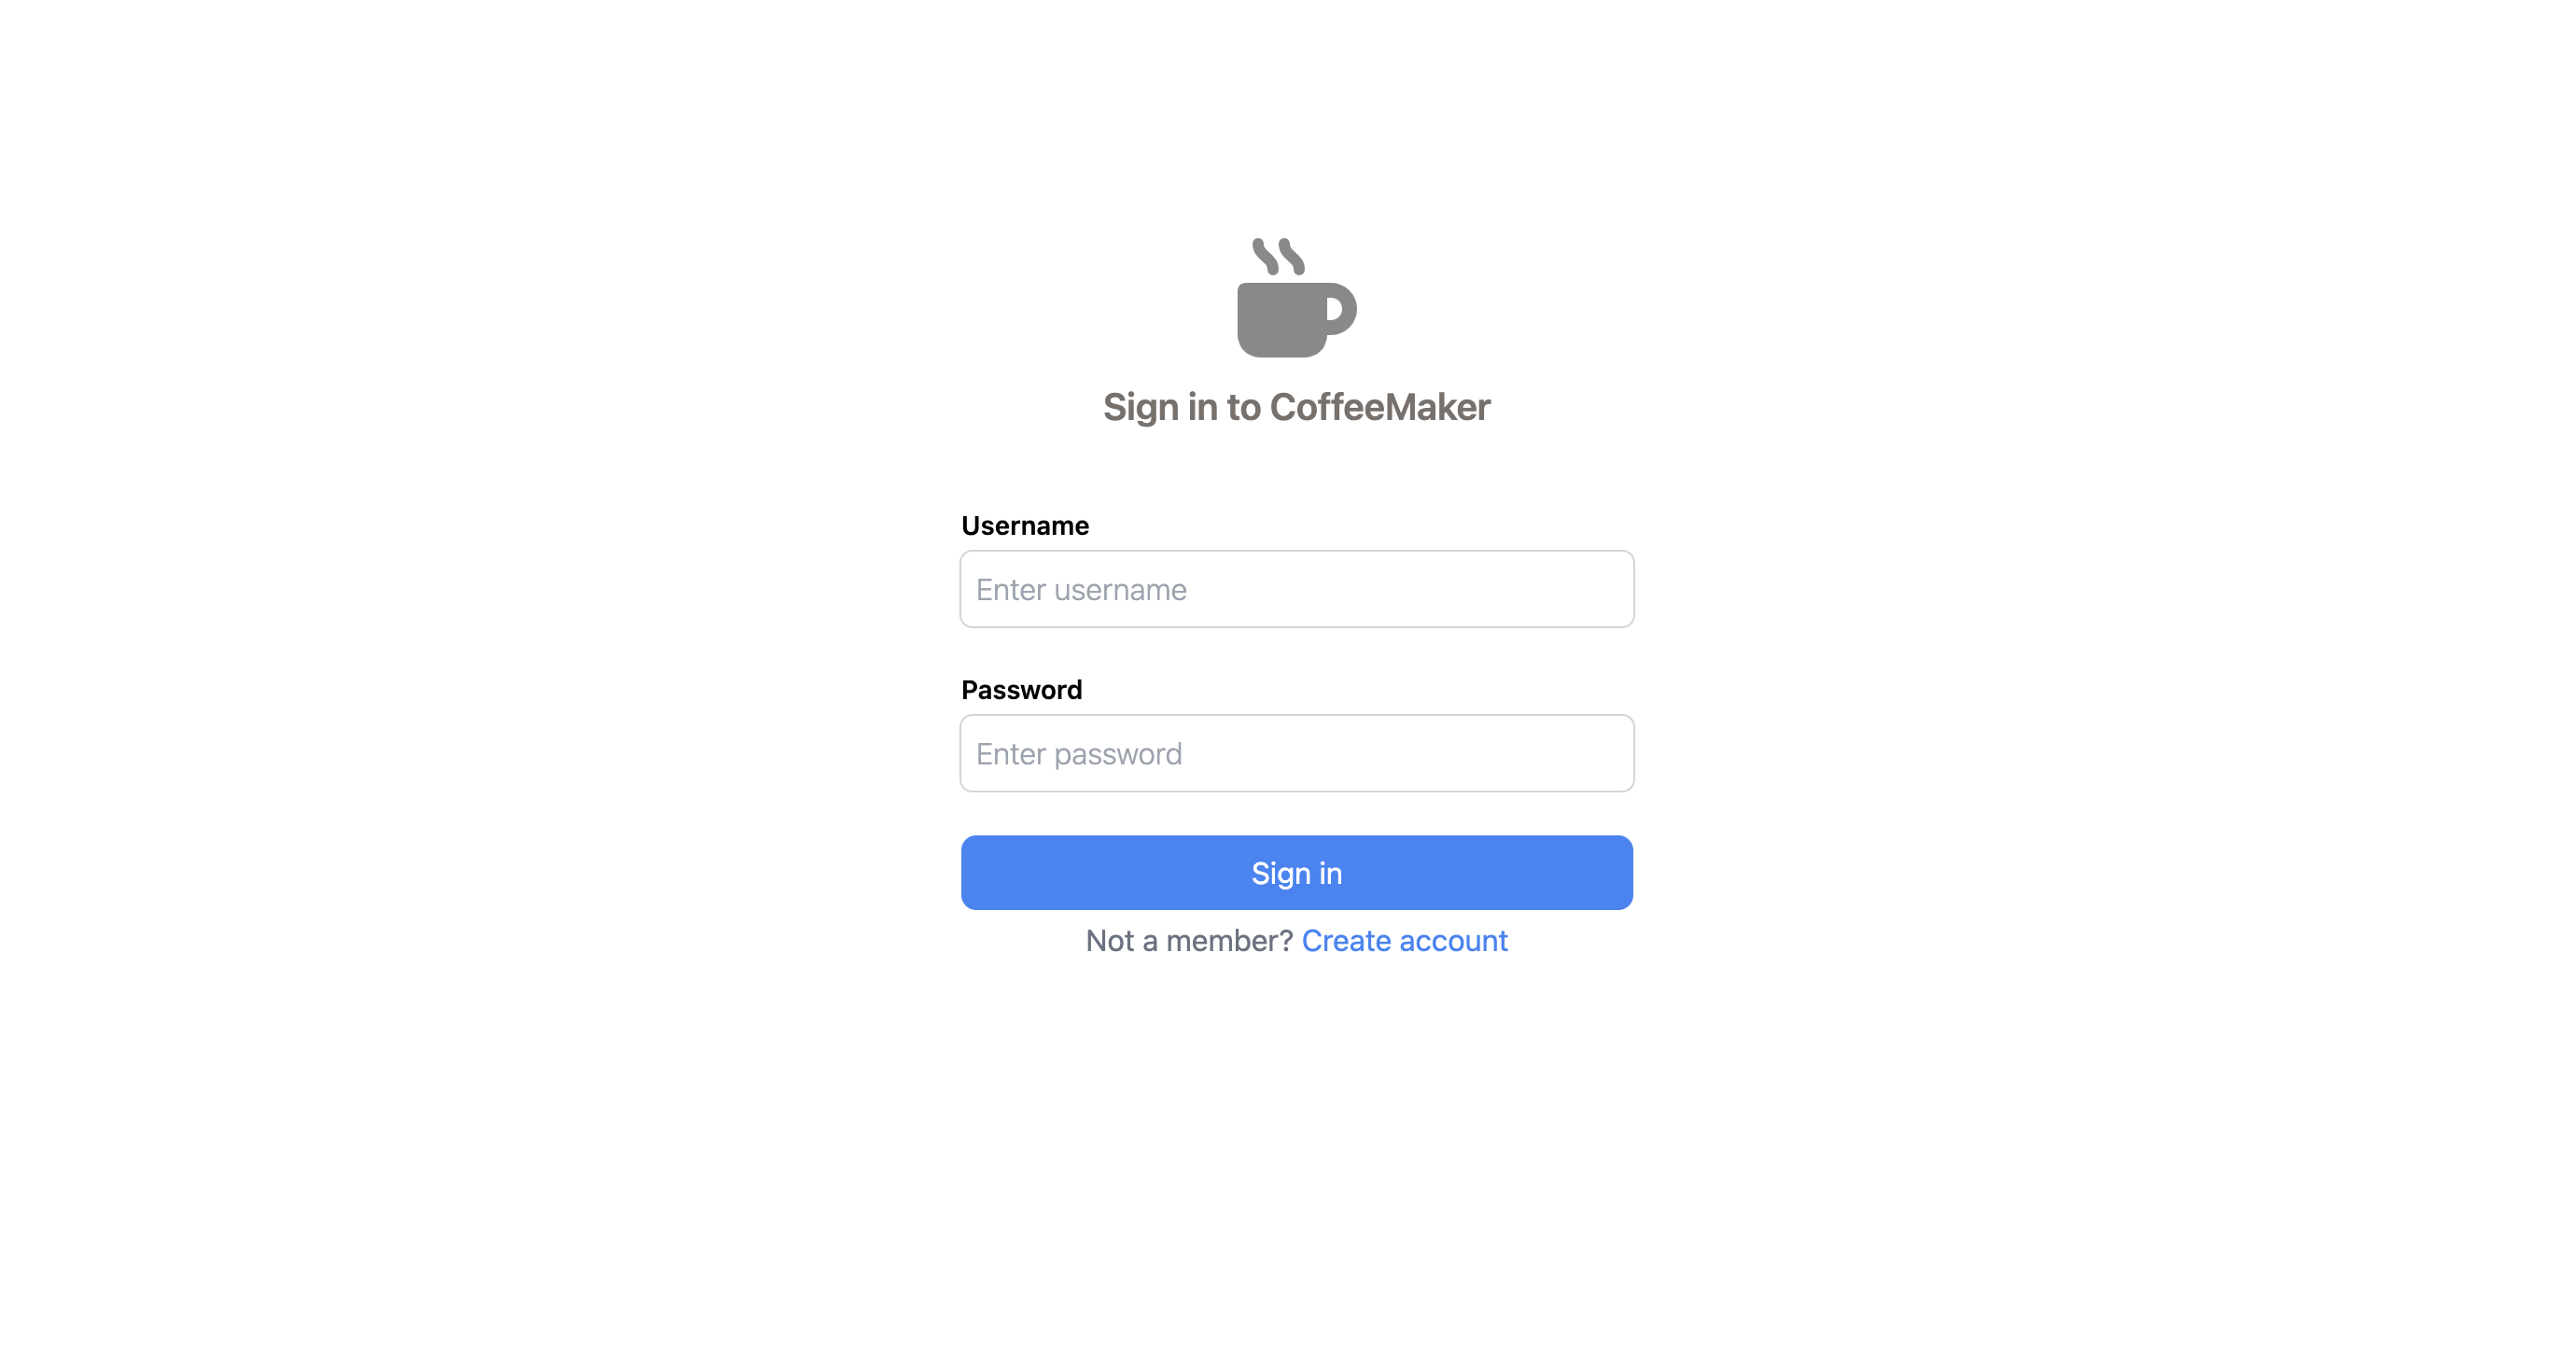 Sign in to CoffeeMaker
Username
Enter username
Password
Enter password
Sign in
Not a member? Create account